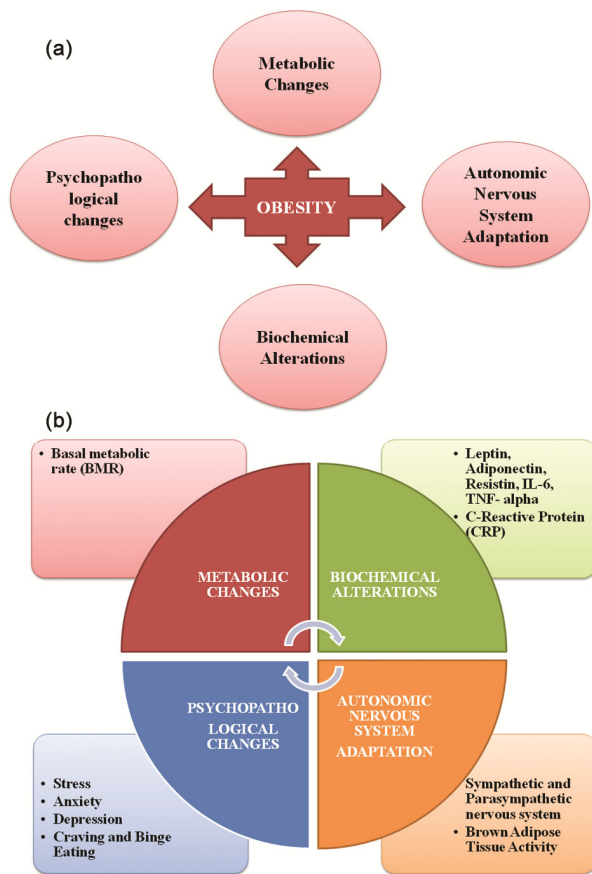 (a)
Metabolic
Changes
Psychopatho
logical
changes
OBESITY
Autonomic
Nervous
System
Adaptation
Biochemical
Alterations
(b)
• Basal metabolic
rate (BMR)
• Leptin,
Adiponectin,
Resistin, IL-6,
TNF- alpha
• C-Reactive Protein
(CRP)
METABOLIC
CHANGES
BIOCHEMICAL
ALTERATIONS
PSYCHOPATHO
LOGICAL
CHANGES
AUTONOMIC
NERVOUS
SYSTEM
ADAPTATION
• Stress
• Anxiety
• Depression
• Craving and Binge
Eating
Sympathetic and
Parasympathetic
nervous system
• Brown Adipose
Tissue Activity